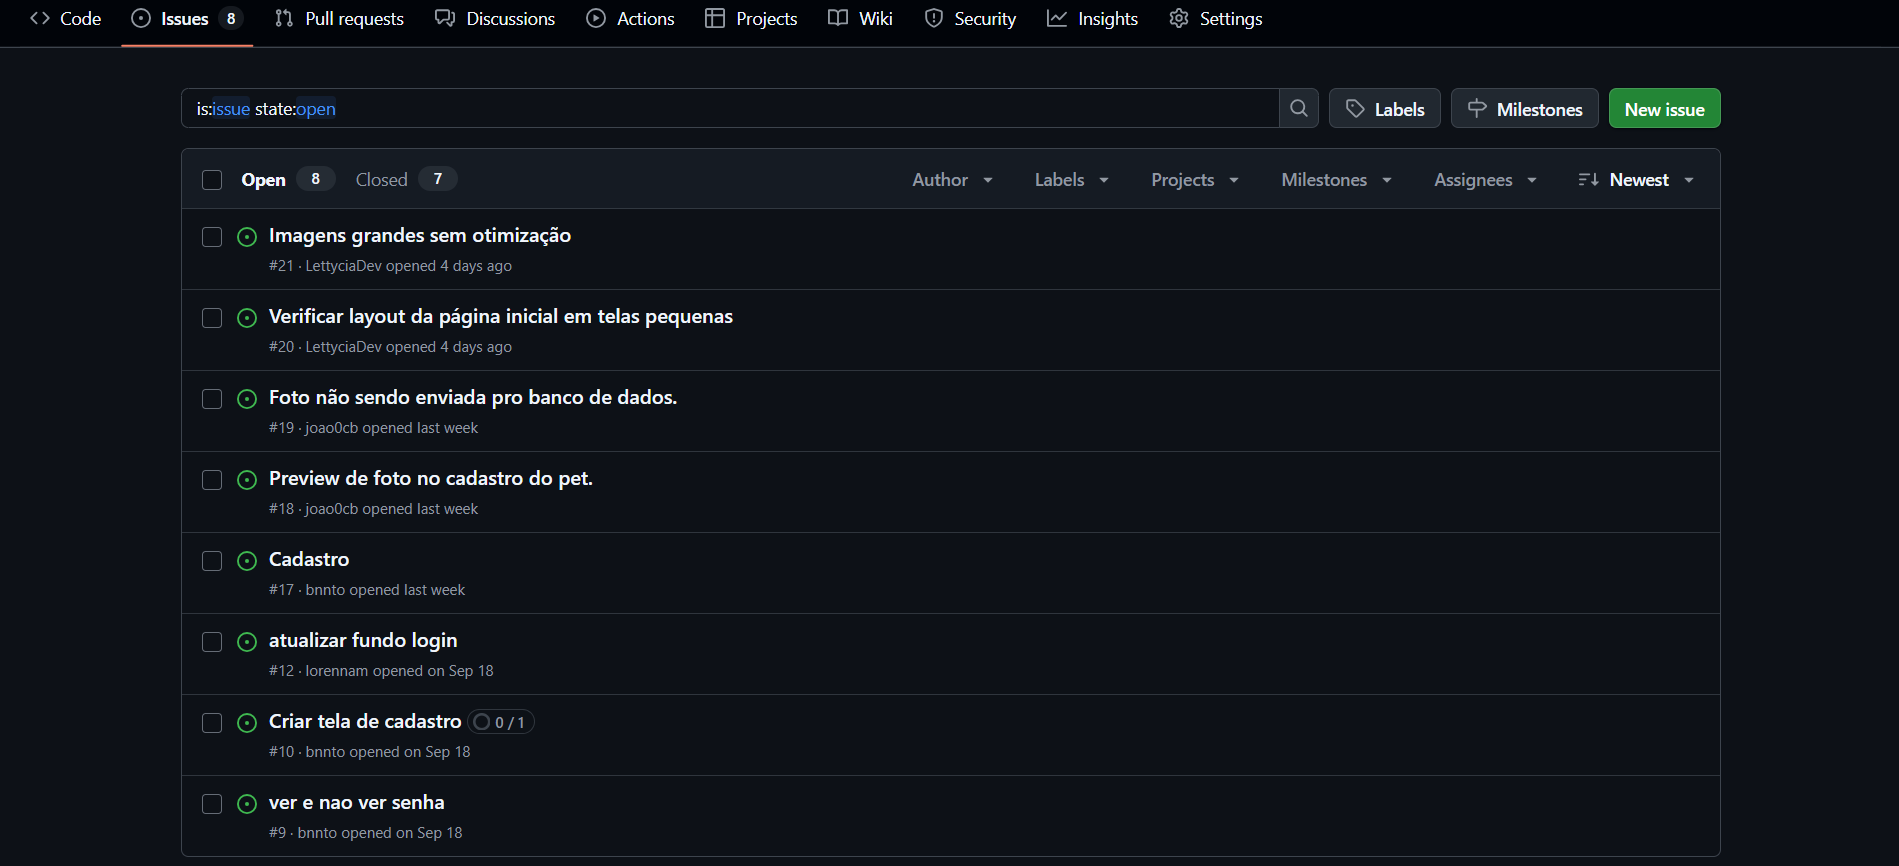 Code Issues 8 Pull requests Discussions Actions Projects Wiki Security Insights Settings
is:issue state:open Labels Milestones New issue
Open 8 Closed 7 Author Labels Projects Milestones Assignees Newest
Imagens grandes sem otimização
#21 · LettyciaDev opened 4 days ago
Verificar layout da página inicial em telas pequenas
#20 · LettyciaDev opened 4 days ago
Foto não sendo enviada pro banco de dados.
#19 · joao0cb opened last week
Preview de foto no cadastro do pet.
#18 · joao0cb opened last week
Cadastro
#17 · bnnto opened last week
atualizar fundo login
#12 · lorennam opened on Sep 18
Criar tela de cadastro 0 / 1
#10 · bnnto opened on Sep 18
ver e nao ver senha
#9 · bnnto opened on Sep 18